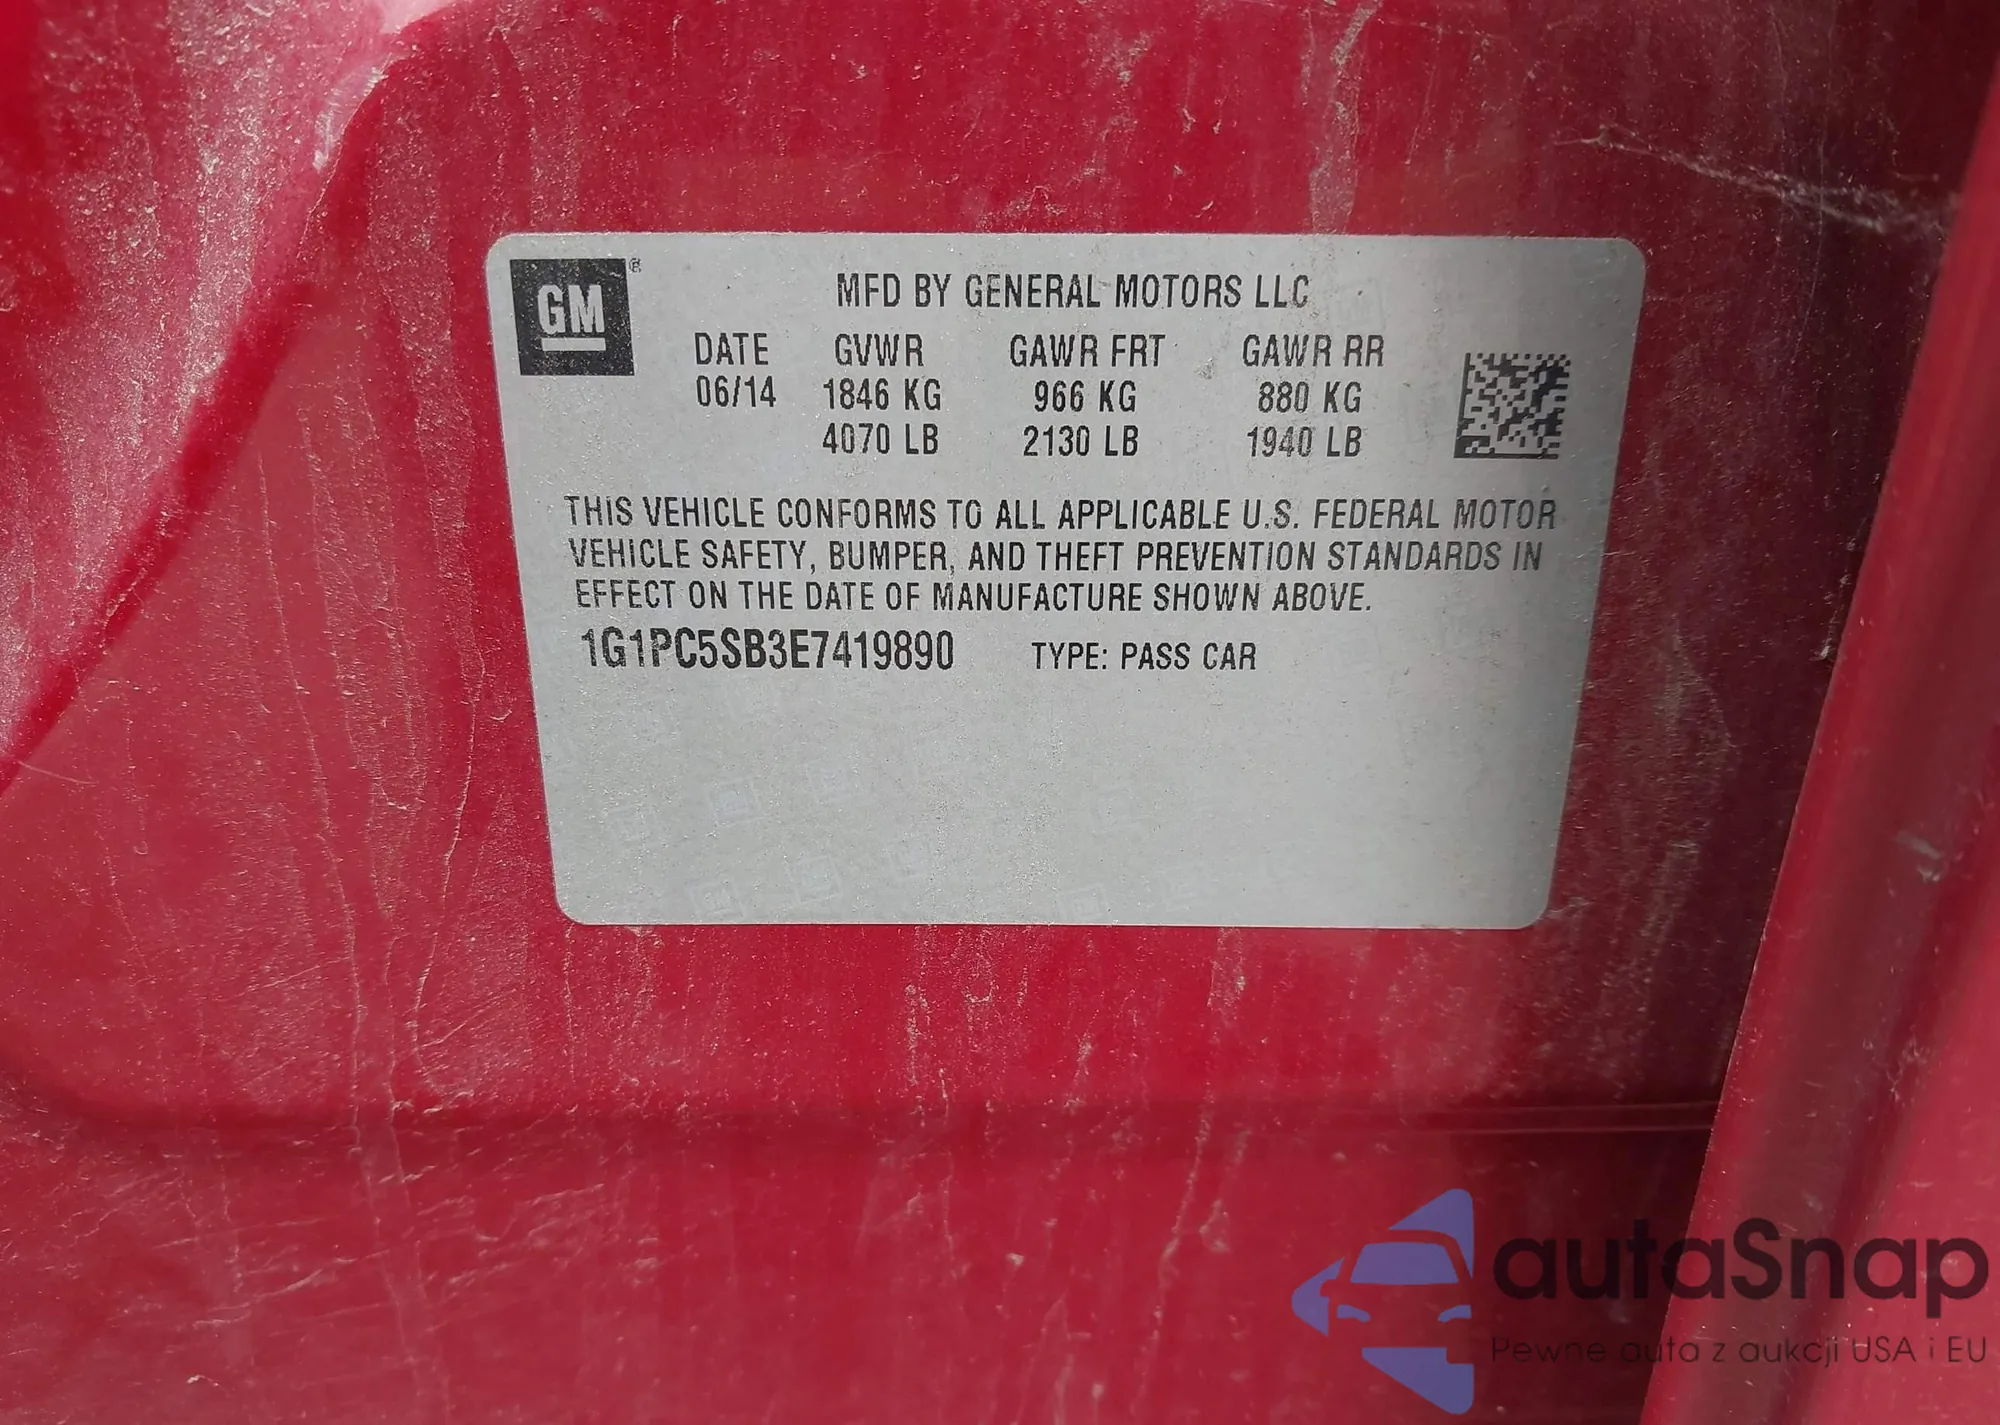 GM®
MFD BY GENERAL MOTORS LLC
DATE GVWR GAWR FRT GAWR RR
06/14 1846 KG 966 KG 880 KG
4070 LB 2130 LB 1940 LB
THIS VEHICLE CONFORMS TO ALL APPLICABLE U.S. FEDERAL MOTOR
VEHICLE SAFETY, BUMPER, AND THEFT PREVENTION STANDARDS IN
EFFECT ON THE DATE OF MANUFACTURE SHOWN ABOVE.
1G1PC5SB3E7419890 TYPE: PASS CAR
autaSnap
Pewne auta z aukcji USA i EU